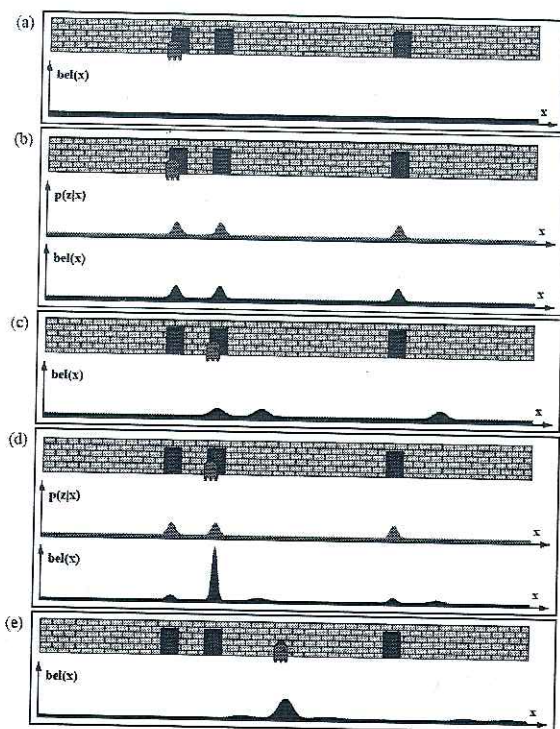 (a)
bel(x)
x
(b)
p(z|x)
x
bel(x)
x
(c)
bel(x)
x
(d)
p(z|x)
x
bel(x)
x
(e)
bel(x)
x